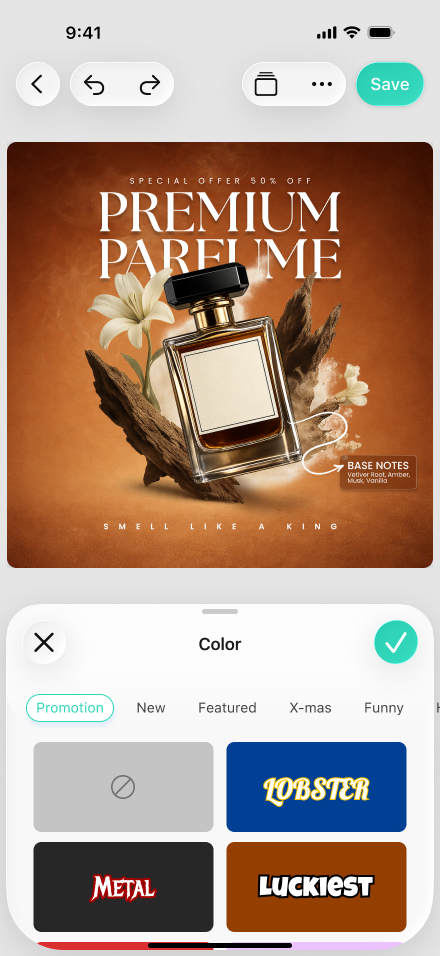 9:41
Save
SPECIAL OFFER 50% OFF
PREMIUM
PARFUME
BASE NOTES
Vetiver Root, Amber,
Musk, Vanilla
SMELL LIKE A KING
Color
Promotion New Featured X-mas Funny
LOBSTER
METAL
LUCKIEST